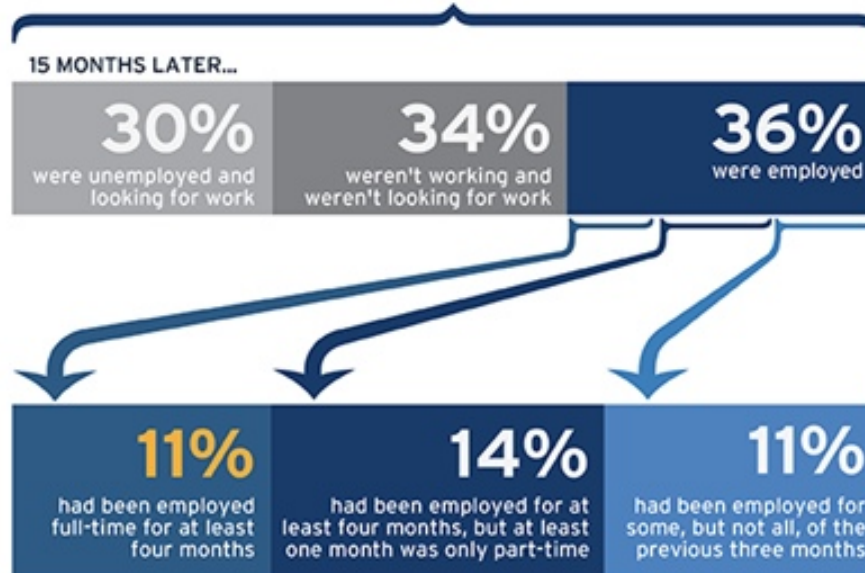 15 MONTHS LATER...
30%
were unemployed and
looking for work
34%
weren't working and
weren't looking for work
36%
were employed
11%
had been employed
full-time for at least
four months
14%
had been employed for at
least four months, but at least
one month was only part-time
11%
had been employed for
some, but not all, of the
previous three months